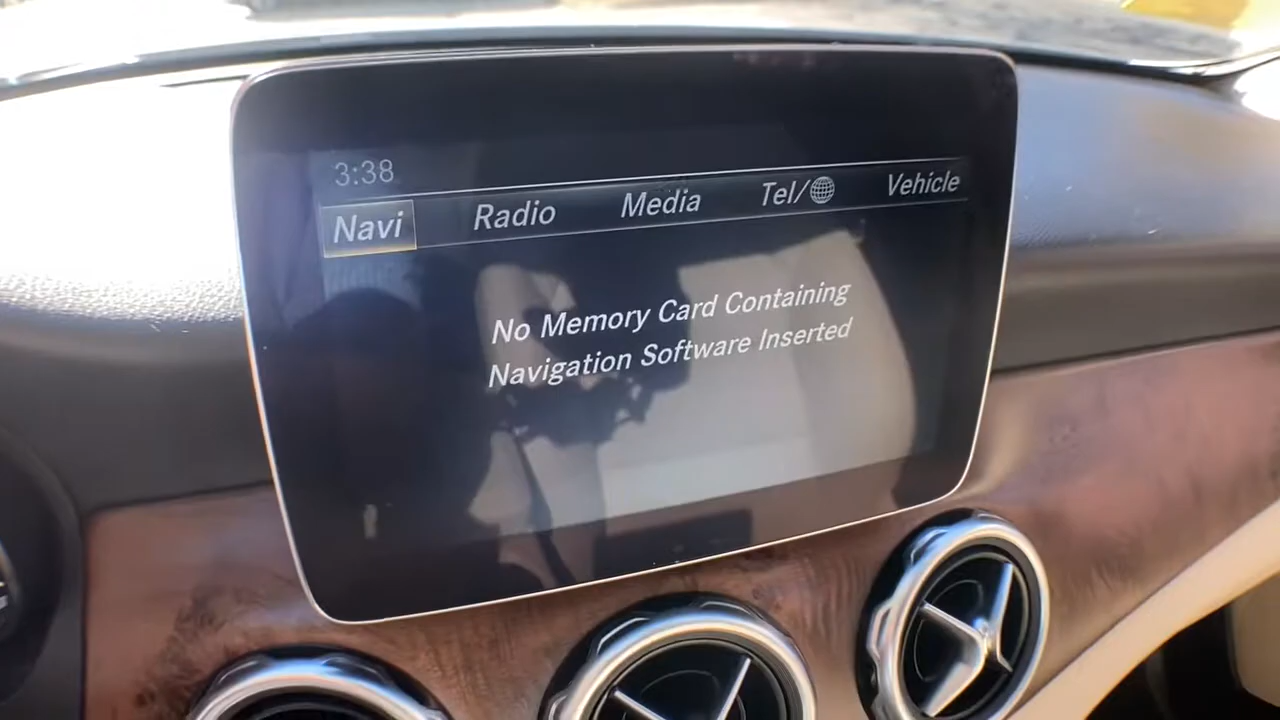 3:38
Navi Radio Media Tel/🌐 Vehicle
No Memory Card Containing
Navigation Software Inserted